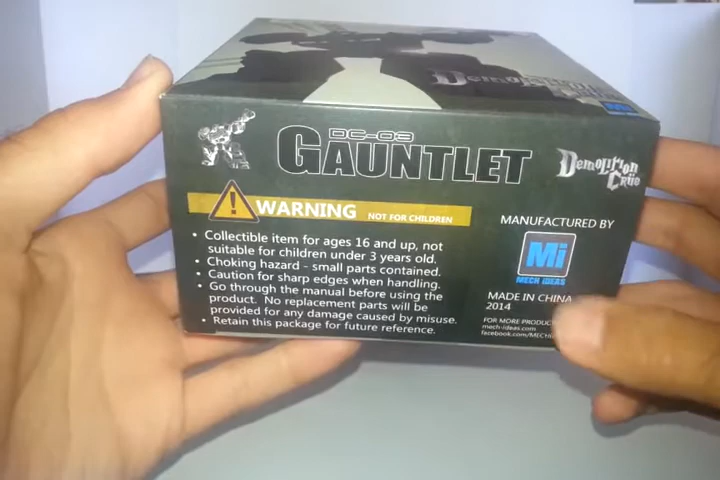 Demolition
Mi
DC-03
GAUNTLET
Demolition
Crüe
WARNING NOT FOR CHILDREN
• Collectible item for ages 16 and up, not
suitable for children under 3 years old.
• Choking hazard - small parts contained.
• Caution for sharp edges when handling.
• Go through the manual before using the
product. No replacement parts will be
provided for any damage caused by misuse.
• Retain this package for future reference.
MANUFACTURED BY
Mi
MECH IDEAS
MADE IN CHINA
2014
FOR MORE PRODUC
mech-ideas.com
facebook.com/MECH